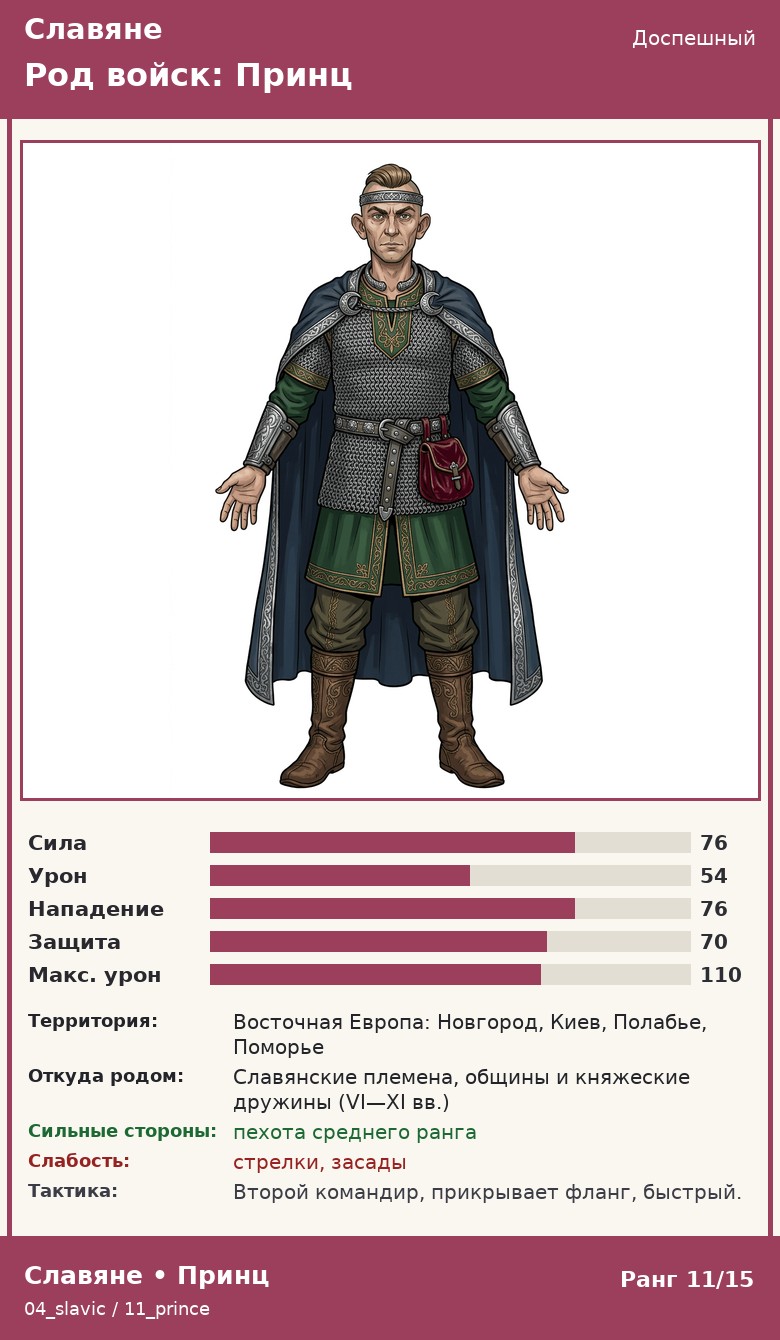 Славяне
Доспешный
Род войск: Принц
Сила 76
Урон 54
Нападение 76
Защита 70
Макс. урон 110
Территория: Восточная Европа: Новгород, Киев, Полабье,
Поморье
Откуда родом: Славянские племена, общины и княжеские
дружины (VI—XI вв.)
Сильные стороны: пехота среднего ранга
Слабость: стрелки, засады
Тактика: Второй командир, прикрывает фланг, быстрый.
Славяне • Принц
Ранг 11/15
04_slavic / 11_prince